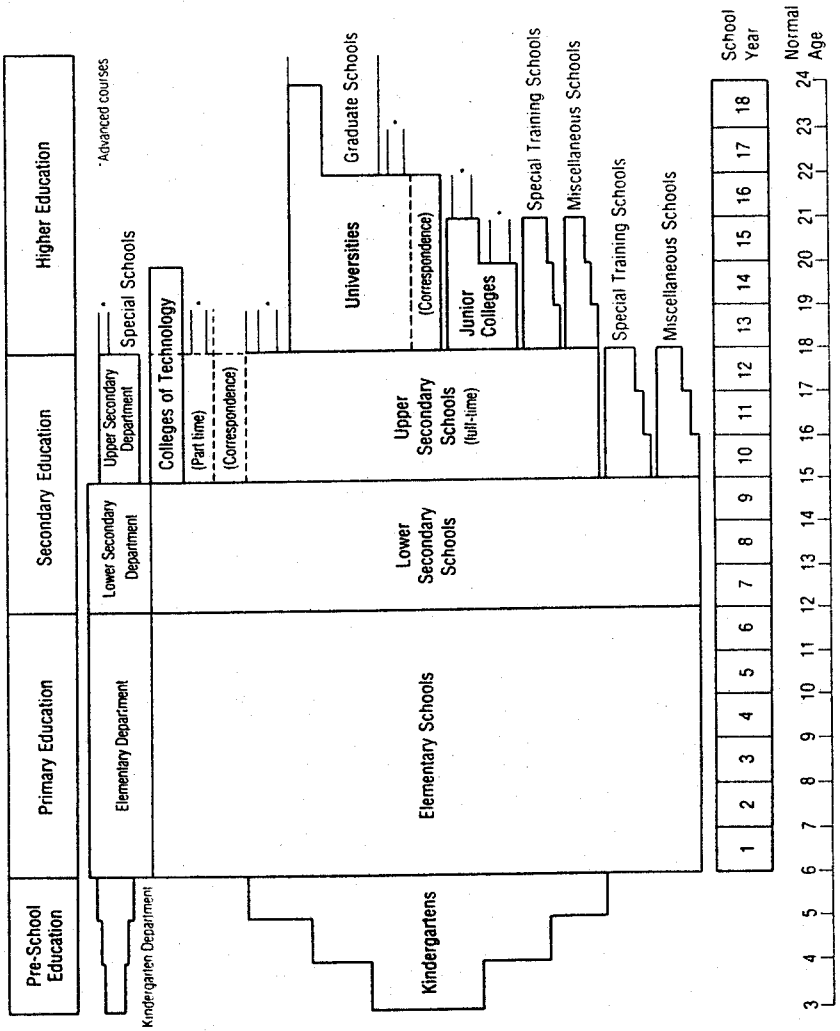 Pre-School
Education
Primary Education
Secondary Education
Higher Education
*Advanced courses
Kindergarten Department
Elementary Department
Lower Secondary
Department
Upper Secondary
Department
Special Schools
*
Colleges of Technology
(Part time)
*
(Correspondence)
*
Kindergartens
Elementary Schools
Lower
Secondary
Schools
Upper
Secondary
Schools
(full-time)
Universities
(Correspondence)
Graduate Schools
*
Junior
Colleges
*
*
Special Training Schools
Miscellaneous Schools
Special Training Schools
Miscellaneous Schools
1 2 3 4 5 6 7 8 9 10 11 12 13 14 15 16 17 18
School
Year
3 4 5 6 7 8 9 10 11 12 13 14 15 16 17 18 19 20 21 22 23 24
Normal
Age